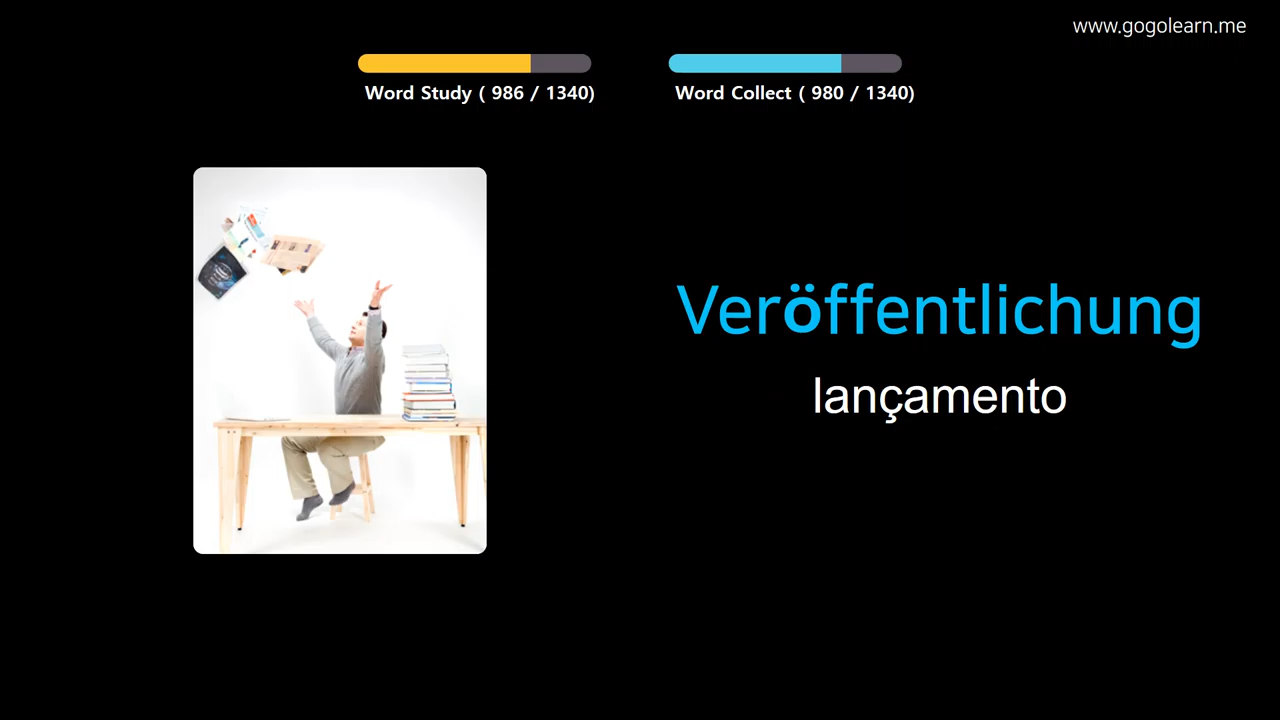 www.gogolearn.me
Word Study ( 986 / 1340)
Word Collect ( 980 / 1340)
Veröffentlichung
lançamento